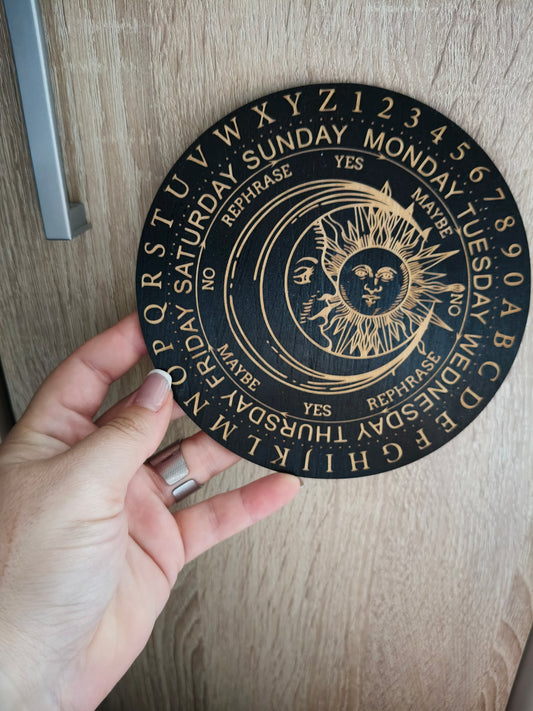 1 2 3 4 5 6 7 8 9 0 A B C D E F G H I J K L M N O P Q R S T U V W X Y Z
SUNDAY MONDAY TUESDAY WEDNESDAY THURSDAY FRIDAY SATURDAY
YES MAYBE NO REPHRASE YES MAYBE NO REPHRASE